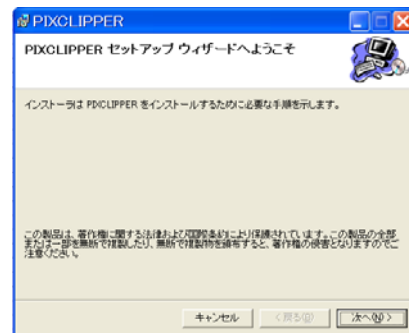 PIXCLIPPER
PIXCLIPPER セットアップ ウィザードへようこそ
インストーラは PIXCLIPPER をインストールするために必要な手順を示します。
この製品は、著作権に関する法律および国際条約により保護されています。この製品の全部
または一部を無断で複製したり、無断で複製物を頒布すると、著作権の侵害となりますのでご
注意ください。
キャンセル
< 戻る(B)
次へ(N) >